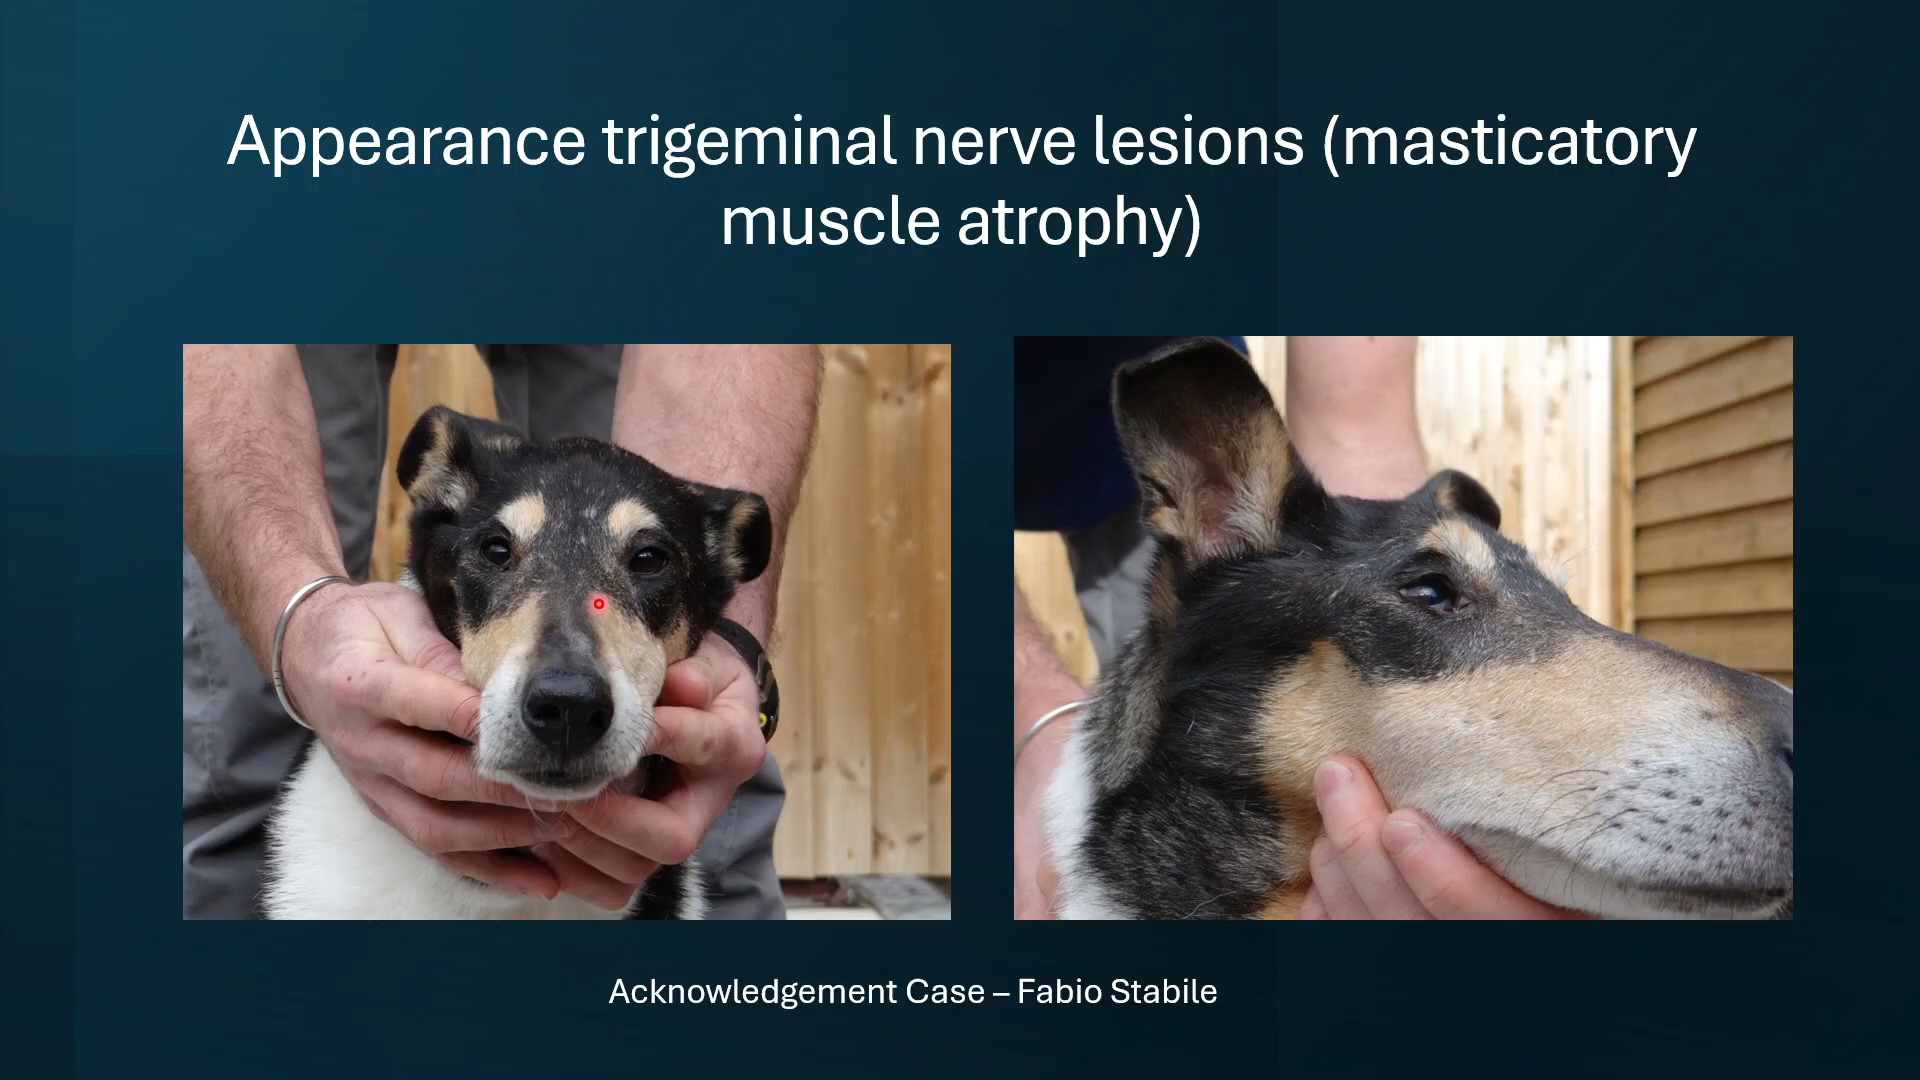 Appearance trigeminal nerve lesions (masticatory
muscle atrophy)
Acknowledgement Case – Fabio Stabile